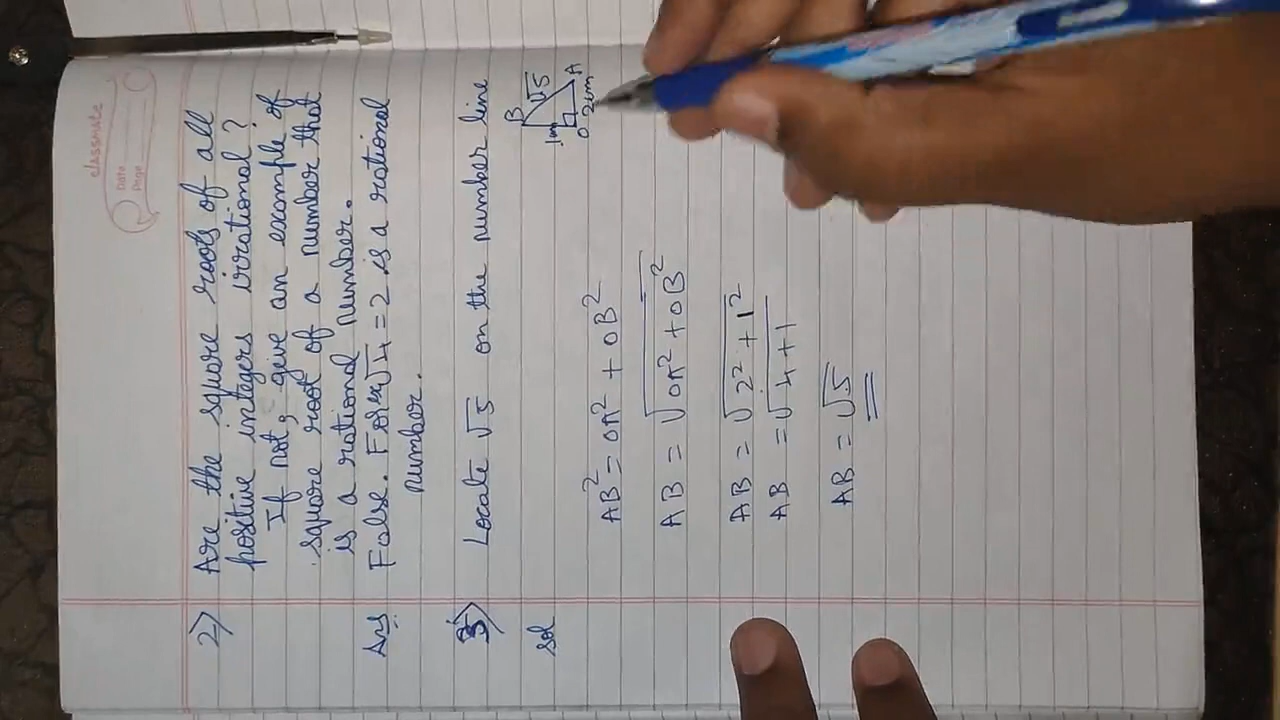 classmate
Date
Page
2) Are the square roots of all
positive integers irrational ?
If not, give an example of
square root of a number that
is a rational number.
Ans False. For √4 = 2 is a rational
number.
3) Locate √5 on the number line
sol
B
√5
A
O
2cm
AB² = OA² + OB²
AB = √OA² + OB²
AB = √2² + 1²
AB = √4 + 1
AB = √5